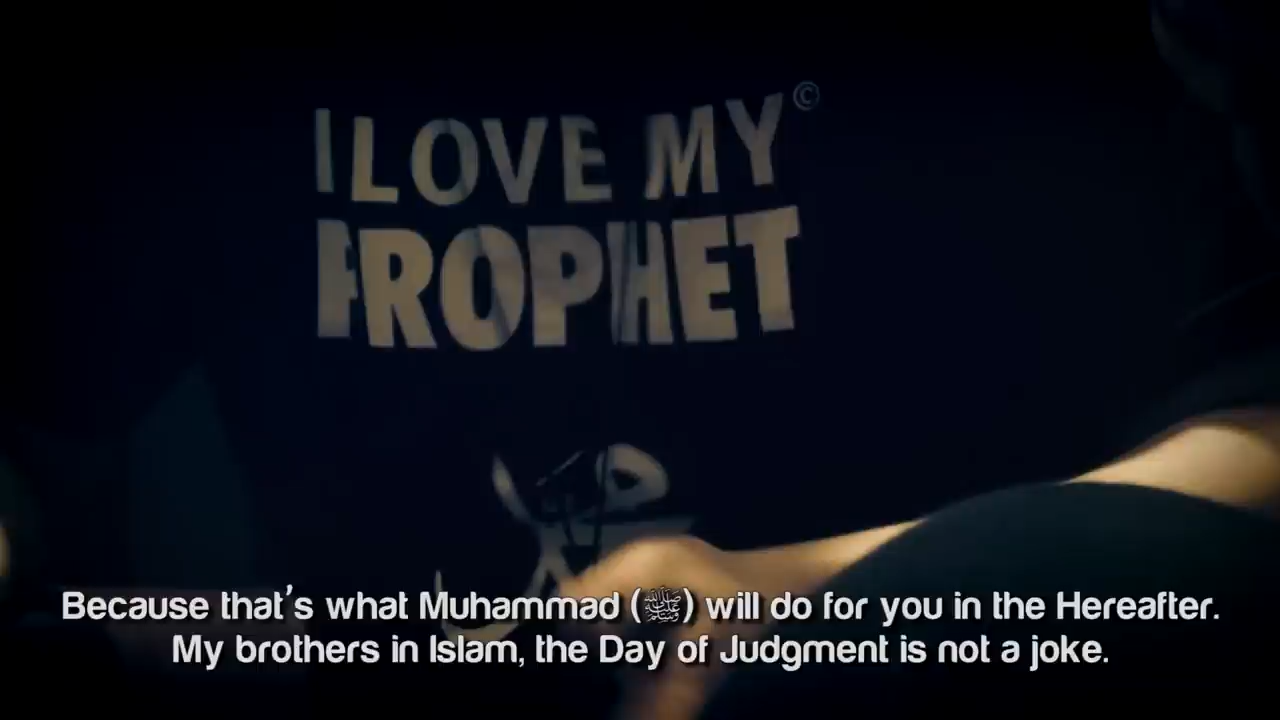 I LOVE MY ©
PROPHET
Because that's what Muhammad (ﷺ) will do for you in the Hereafter.
My brothers in Islam, the Day of Judgment is not a joke.